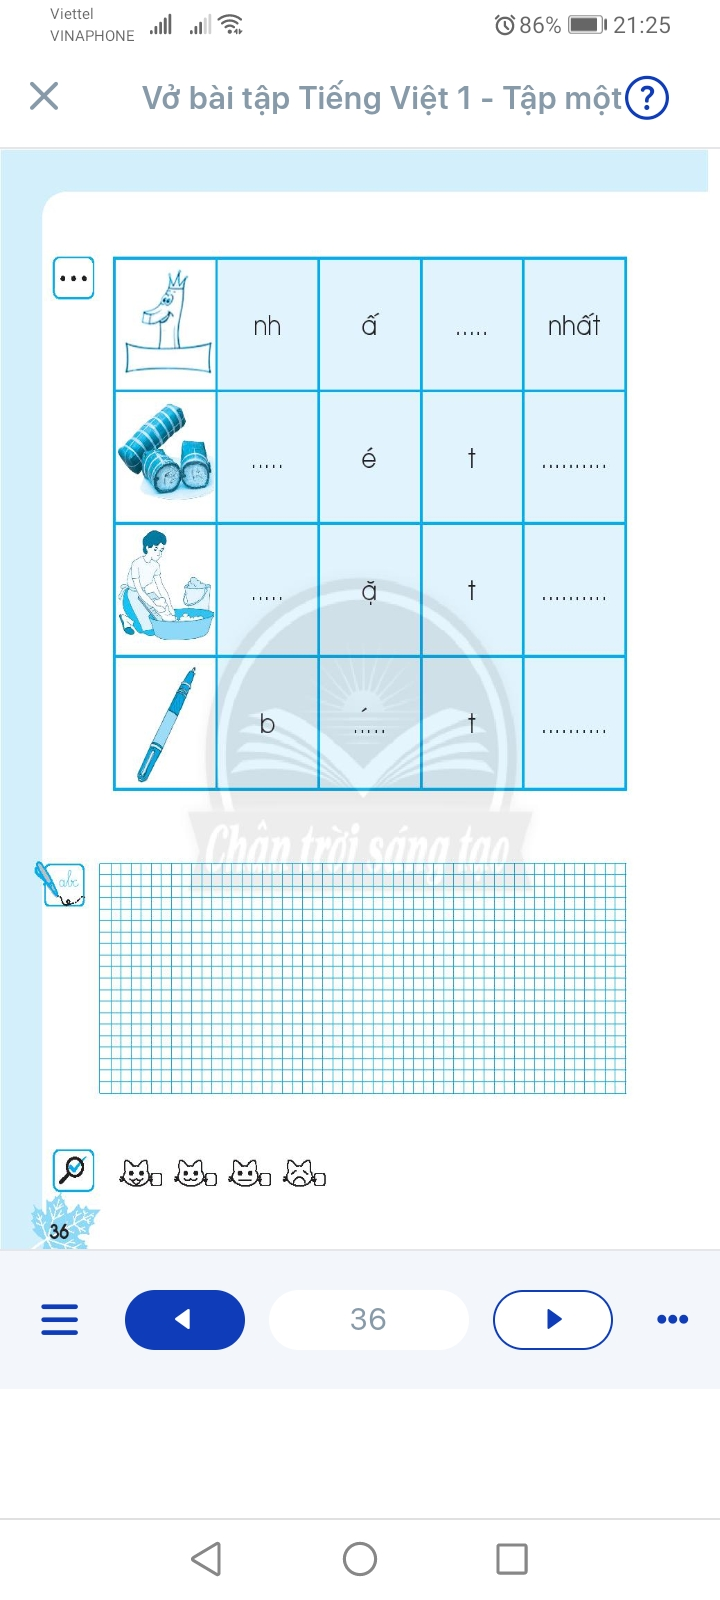 Viettel
VINAPHONE
86% 21:25
Vở bài tập Tiếng Việt 1 - Tập một ?
nh ấ ..... nhất
..... é t ..........
..... ặ t ..........
b ..́... t ..........
Chân trời sáng tạo
abc
36
36